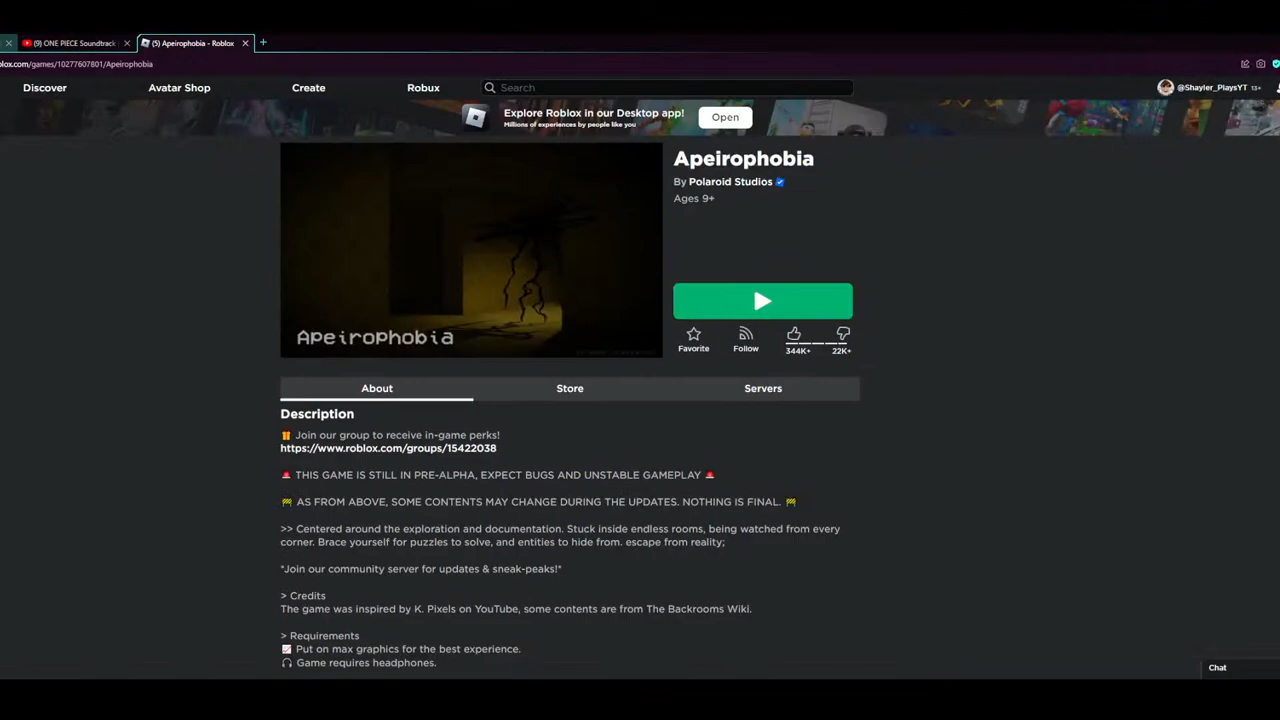 (9) ONE PIECE Soundtrack
(5) Apeirophobia - Roblox
lox.com/games/10277607801/Apeirophobia
Discover
Avatar Shop
Create
Robux
Search
@Shayler_PlaysYT 13+
Explore Roblox in our Desktop app!
Millions of experiences by people like you
Open
Apeirophobia
Apeirophobia
By Polaroid Studios
Ages 9+
Favorite
Follow
344K+
22K+
About
Store
Servers
Description
🎁 Join our group to receive in-game perks!
https://www.roblox.com/groups/15422038
🚨 THIS GAME IS STILL IN PRE-ALPHA, EXPECT BUGS AND UNSTABLE GAMEPLAY 🚨
🚧 AS FROM ABOVE, SOME CONTENTS MAY CHANGE DURING THE UPDATES. NOTHING IS FINAL. 🚧
>> Centered around the exploration and documentation. Stuck inside endless rooms, being watched from every
corner. Brace yourself for puzzles to solve, and entities to hide from. escape from reality;
*Join our community server for updates & sneak-peaks!*
> Credits
The game was inspired by K. Pixels on YouTube, some contents are from The Backrooms Wiki.
> Requirements
📈 Put on max graphics for the best experience.
🎧 Game requires headphones.
Chat